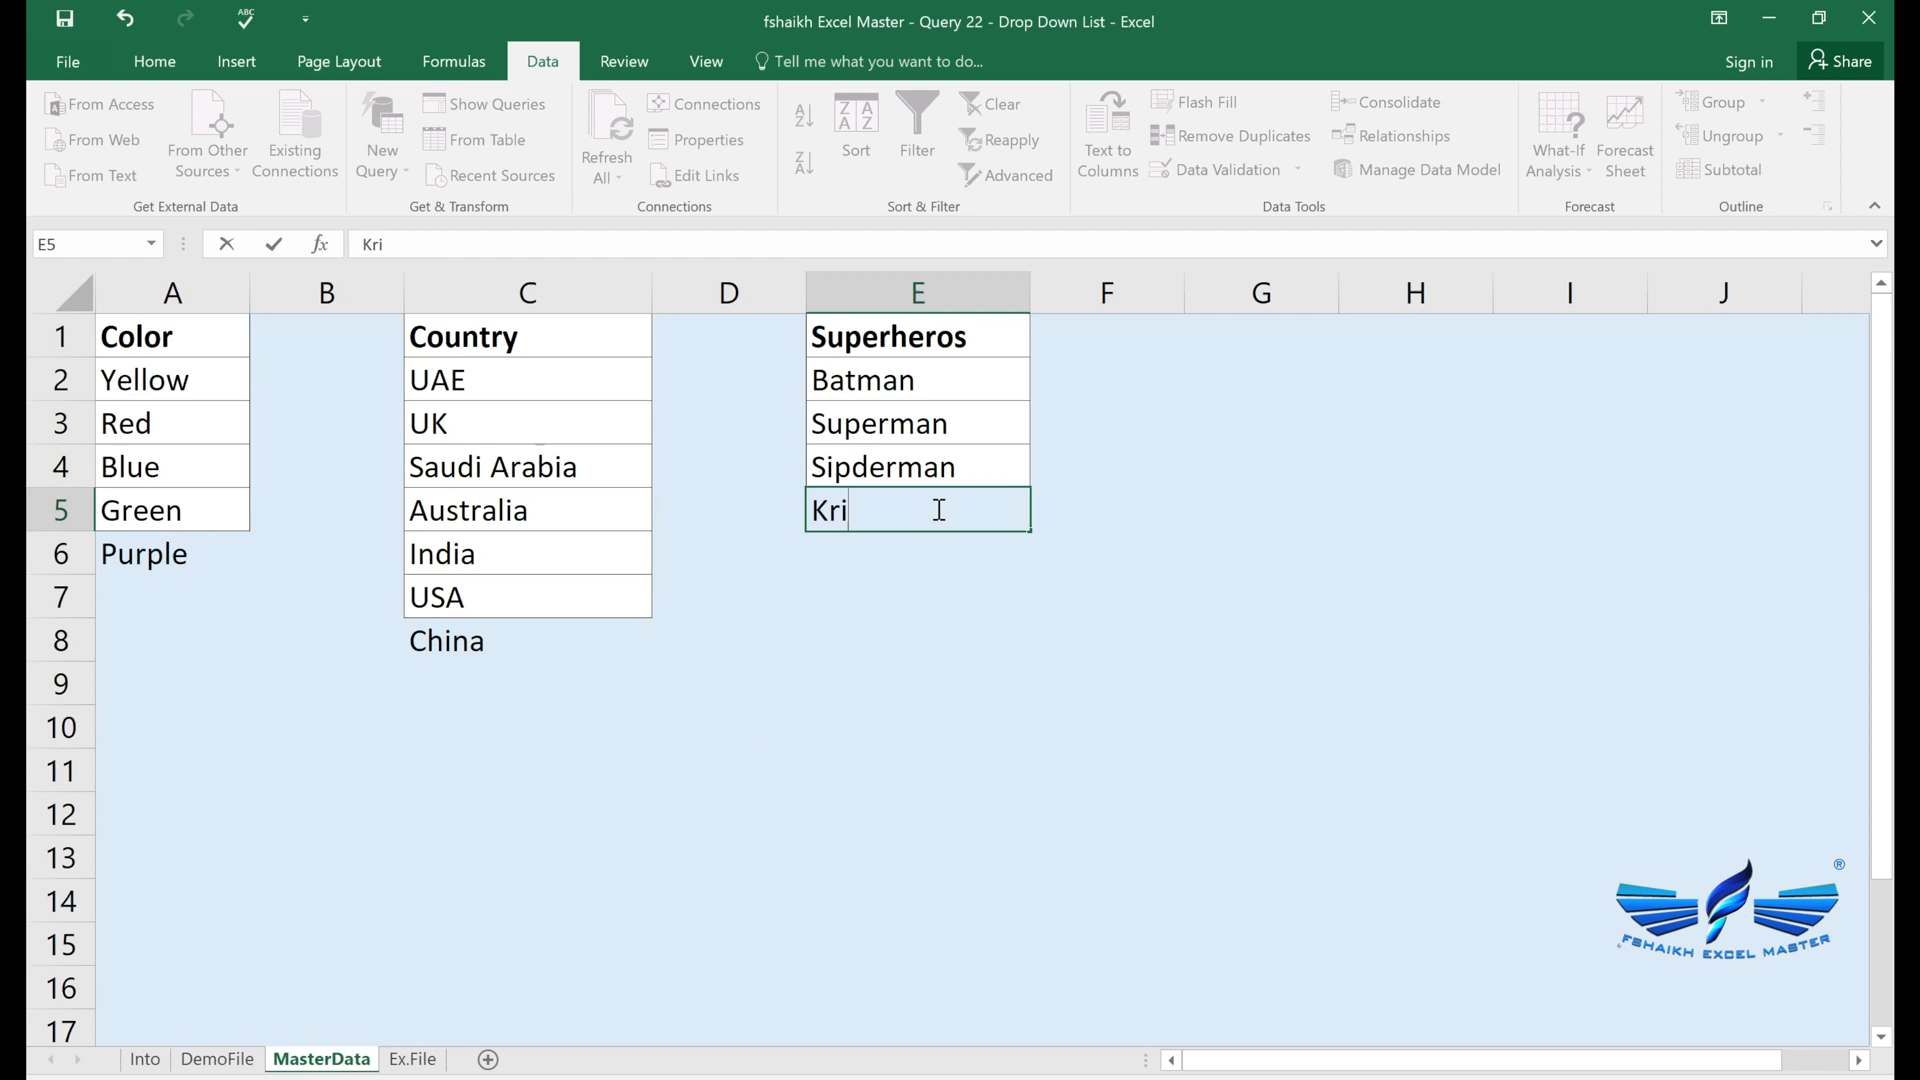 ABC
fshaikh Excel Master - Query 22 - Drop Down List - Excel
File Home Insert Page Layout Formulas Data Review View Tell me what you want to do... Sign in Share
From Access
From Web
From Text
From Other Sources
Existing Connections
Get External Data
New Query
Show Queries
From Table
Recent Sources
Get & Transform
Refresh All
Connections
Properties
Edit Links
Connections
Sort
Filter
Clear
Reapply
Advanced
Sort & Filter
Text to Columns
Flash Fill
Remove Duplicates
Data Validation
Consolidate
Relationships
Manage Data Model
Data Tools
What-If Analysis
Forecast Sheet
Forecast
Group
Ungroup
Subtotal
Outline
E5 fx Kri
A B C D E F G H I J
1 Color Country Superheros
2 Yellow UAE Batman
3 Red UK Superman
4 Blue Saudi Arabia Sipderman
5 Green Australia Kri
6 Purple India
7 USA
8 China
9
10
11
12
13
14
15
16
17
®
FSHAIKH EXCEL MASTER
Into DemoFile MasterData Ex.File